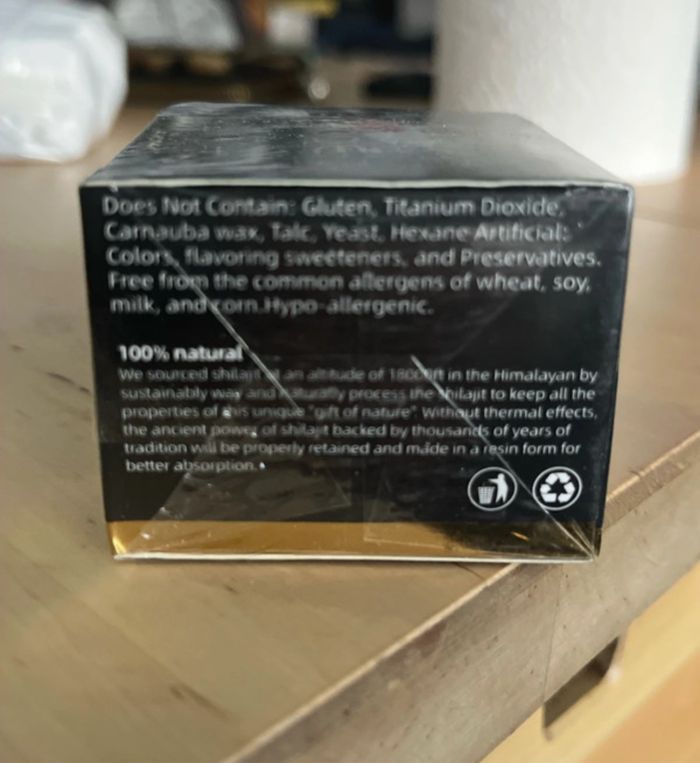 Does Not Contain: Gluten, Titanium Dioxide,
Carnauba wax, Talc, Yeast, Hexane Artificial:
Colors, flavoring sweeteners, and Preservatives.
Free from the common allergens of wheat, soy,
milk, and corn.Hypo-allergenic.
100% natural
We sourced shilajit at an altitude of in the Himalayan by
sustainably way and naturally process the shilajit to keep all the
properties of this unique "gift of nature". Without thermal effects,
the ancient power of shilajit backed by thousands of years of
tradition will be properly retained and made in a resin form for
better absorption.